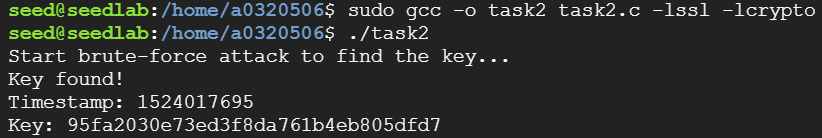 seed@seedlab:/home/a0320506$ sudo gcc -o task2 task2.c -lssl -lcrypto
seed@seedlab:/home/a0320506$ ./task2
Start brute-force attack to find the key...
Key found!
Timestamp: 1524017695
Key: 95fa2030e73ed3f8da761b4eb805dfd7